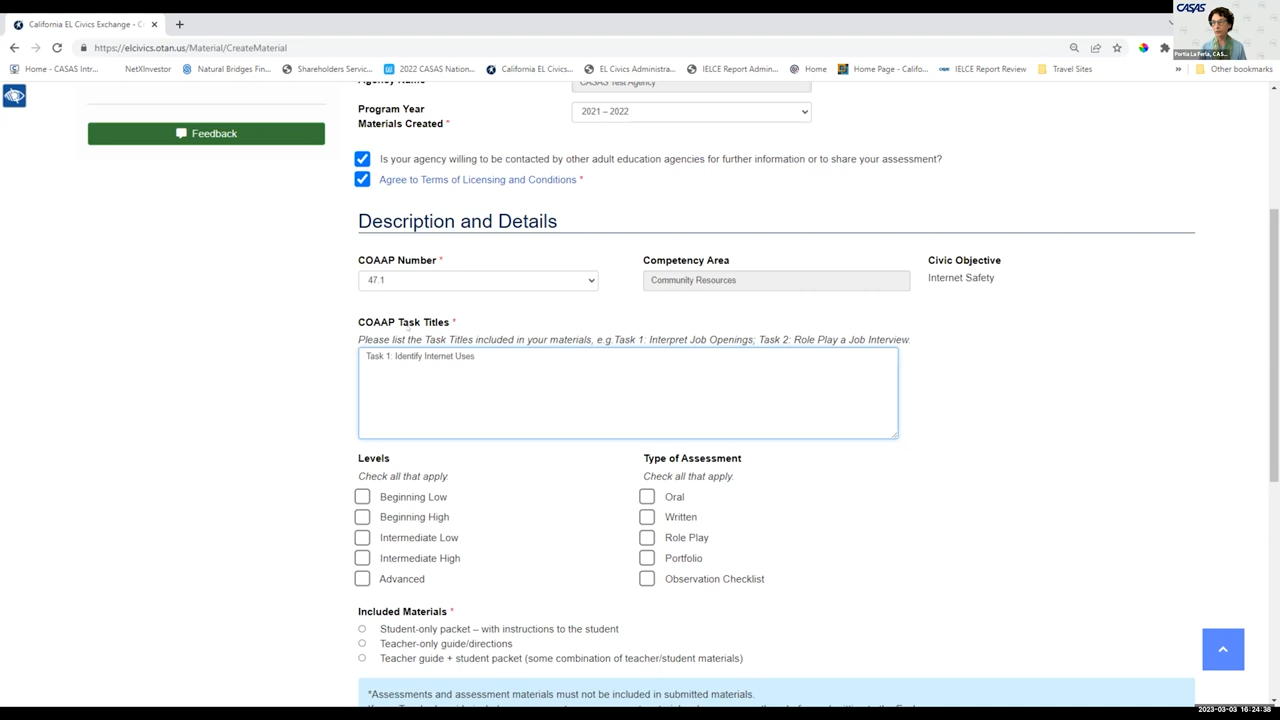 California EL Civics Exchange - C
https://elcivics.otan.us/Material/CreateMaterial
CASAS
Portia La Ferla, CAS...
Home - CASAS Intr...
NetXInvestor
Natural Bridges Fin...
Shareholders Servic...
2022 CASAS Nation...
California EL Civics...
EL Civics Administra...
IELCE Report Admin...
Home
Home Page - Califo...
IELCE Report Review
Travel Sites
Other bookmarks
Agency Name
CASAS Test Agency
Feedback
Program Year
Materials Created *
2021 – 2022
Is your agency willing to be contacted by other adult education agencies for further information or to share your assessment?
Agree to Terms of Licensing and Conditions *
Description and Details
COAAP Number *
Competency Area
Civic Objective
47.1
Community Resources
Internet Safety
COAAP Task Titles *
Please list the Task Titles included in your materials, e.g.Task 1: Interpret Job Openings; Task 2: Role Play a Job Interview.
Task 1: Identify Internet Uses
Levels
Check all that apply.
Beginning Low
Beginning High
Intermediate Low
Intermediate High
Advanced
Type of Assessment
Check all that apply.
Oral
Written
Role Play
Portfolio
Observation Checklist
Included Materials *
Student-only packet – with instructions to the student
Teacher-only guide/directions
Teacher guide + student packet (some combination of teacher/student materials)
*Assessments and assessment materials must not be included in submitted materials.
2023-03-03 16:24:38